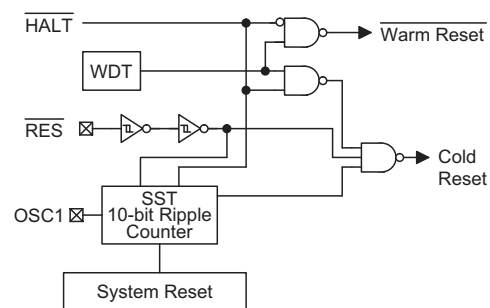 HALT
Warm Reset
WDT
RES
Cold
Reset
SST
10-bit Ripple
Counter
OSC1
System Reset